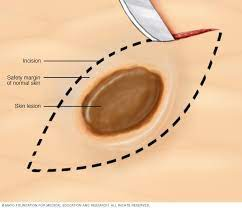 Incision
Safety margin
of normal skin
Skin lesion
© MAYO FOUNDATION FOR MEDICAL EDUCATION AND RESEARCH. ALL RIGHTS RESERVED.